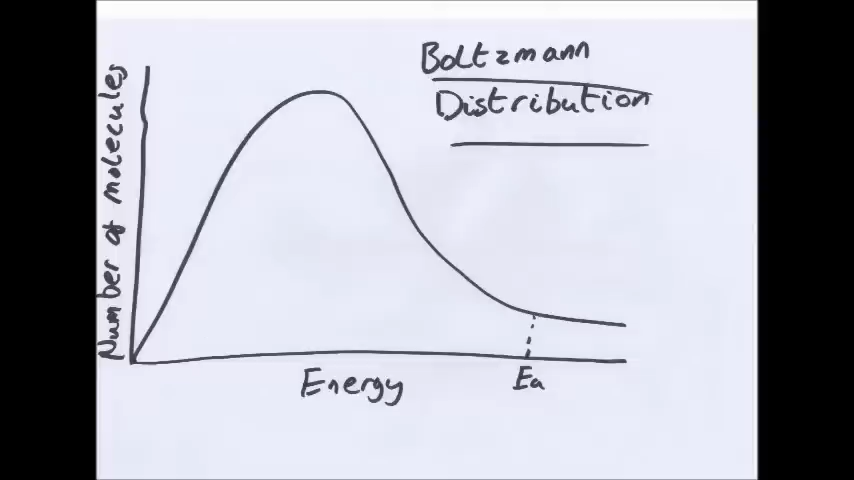 Boltzmann
Distribution
Number of molecules
Energy
Ea